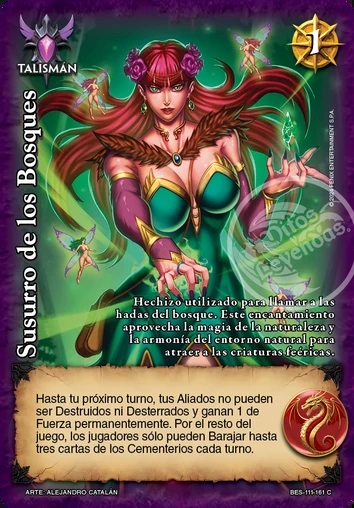 TALISMÁN
1
Susurro de los Bosques
Hechizo utilizado para llamar a las
hadas del bosque. Este encantamiento
aprovecha la magia de la naturaleza y
la armonía del entorno natural para
atraer a las criaturas feéricas.
Hasta tu próximo turno, tus Aliados no pueden
ser Destruidos ni Desterrados y ganan 1 de
Fuerza permanentemente. Por el resto del
juego, los jugadores sólo pueden Barajar hasta
tres cartas de los Cementerios cada turno.
ARTE: ALEJANDRO CATALÁN
BES-111-161 C